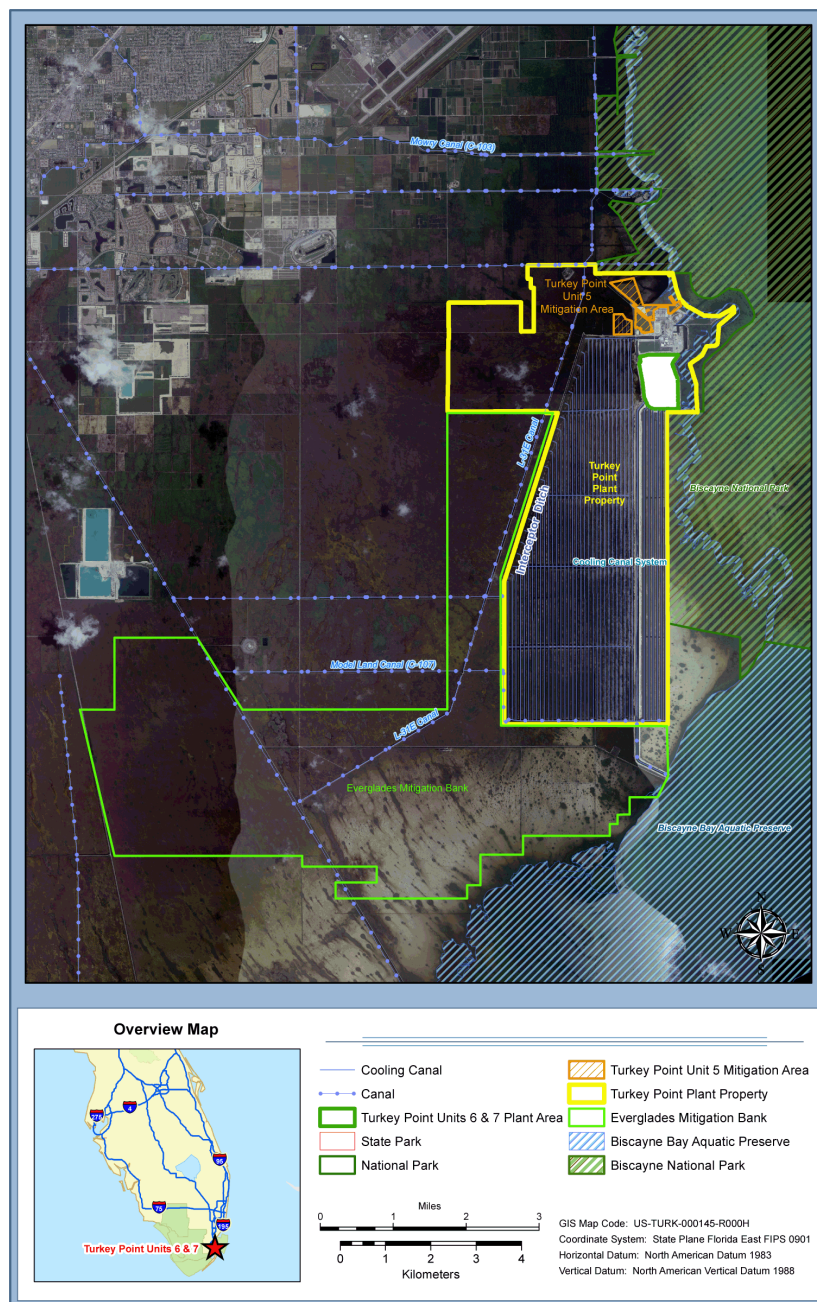 Mowry Canal (C-103)
Turkey Point
Unit 5
Mitigation Area
L-31E Canal
Interceptor Ditch
Turkey
Point
Plant
Property
Biscayne National Park
Cooling Canal System
Model Land Canal (C-107)
L-31E Canal
Everglades Mitigation Bank
Biscayne Bay Aquatic Preserve
N
W
E
S
Overview Map
275
4
95
75
195
Turkey Point Units 6 & 7
Cooling Canal
Canal
Turkey Point Units 6 & 7 Plant Area
State Park
National Park
Turkey Point Unit 5 Mitigation Area
Turkey Point Plant Property
Everglades Mitigation Bank
Biscayne Bay Aquatic Preserve
Biscayne National Park
Miles
0 1 2 3
0 1 2 3 4
Kilometers
GIS Map Code: US-TURK-000145-R000H
Coordinate System: State Plane Florida East FIPS 0901
Horizontal Datum: North American Datum 1983
Vertical Datum: North American Vertical Datum 1988